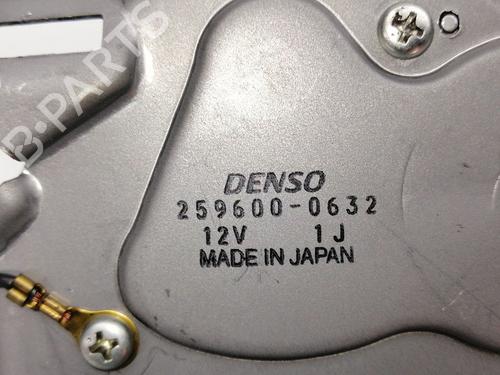 B-PARTS
DENSO
259600-0632
12V 1J
MADE IN JAPAN